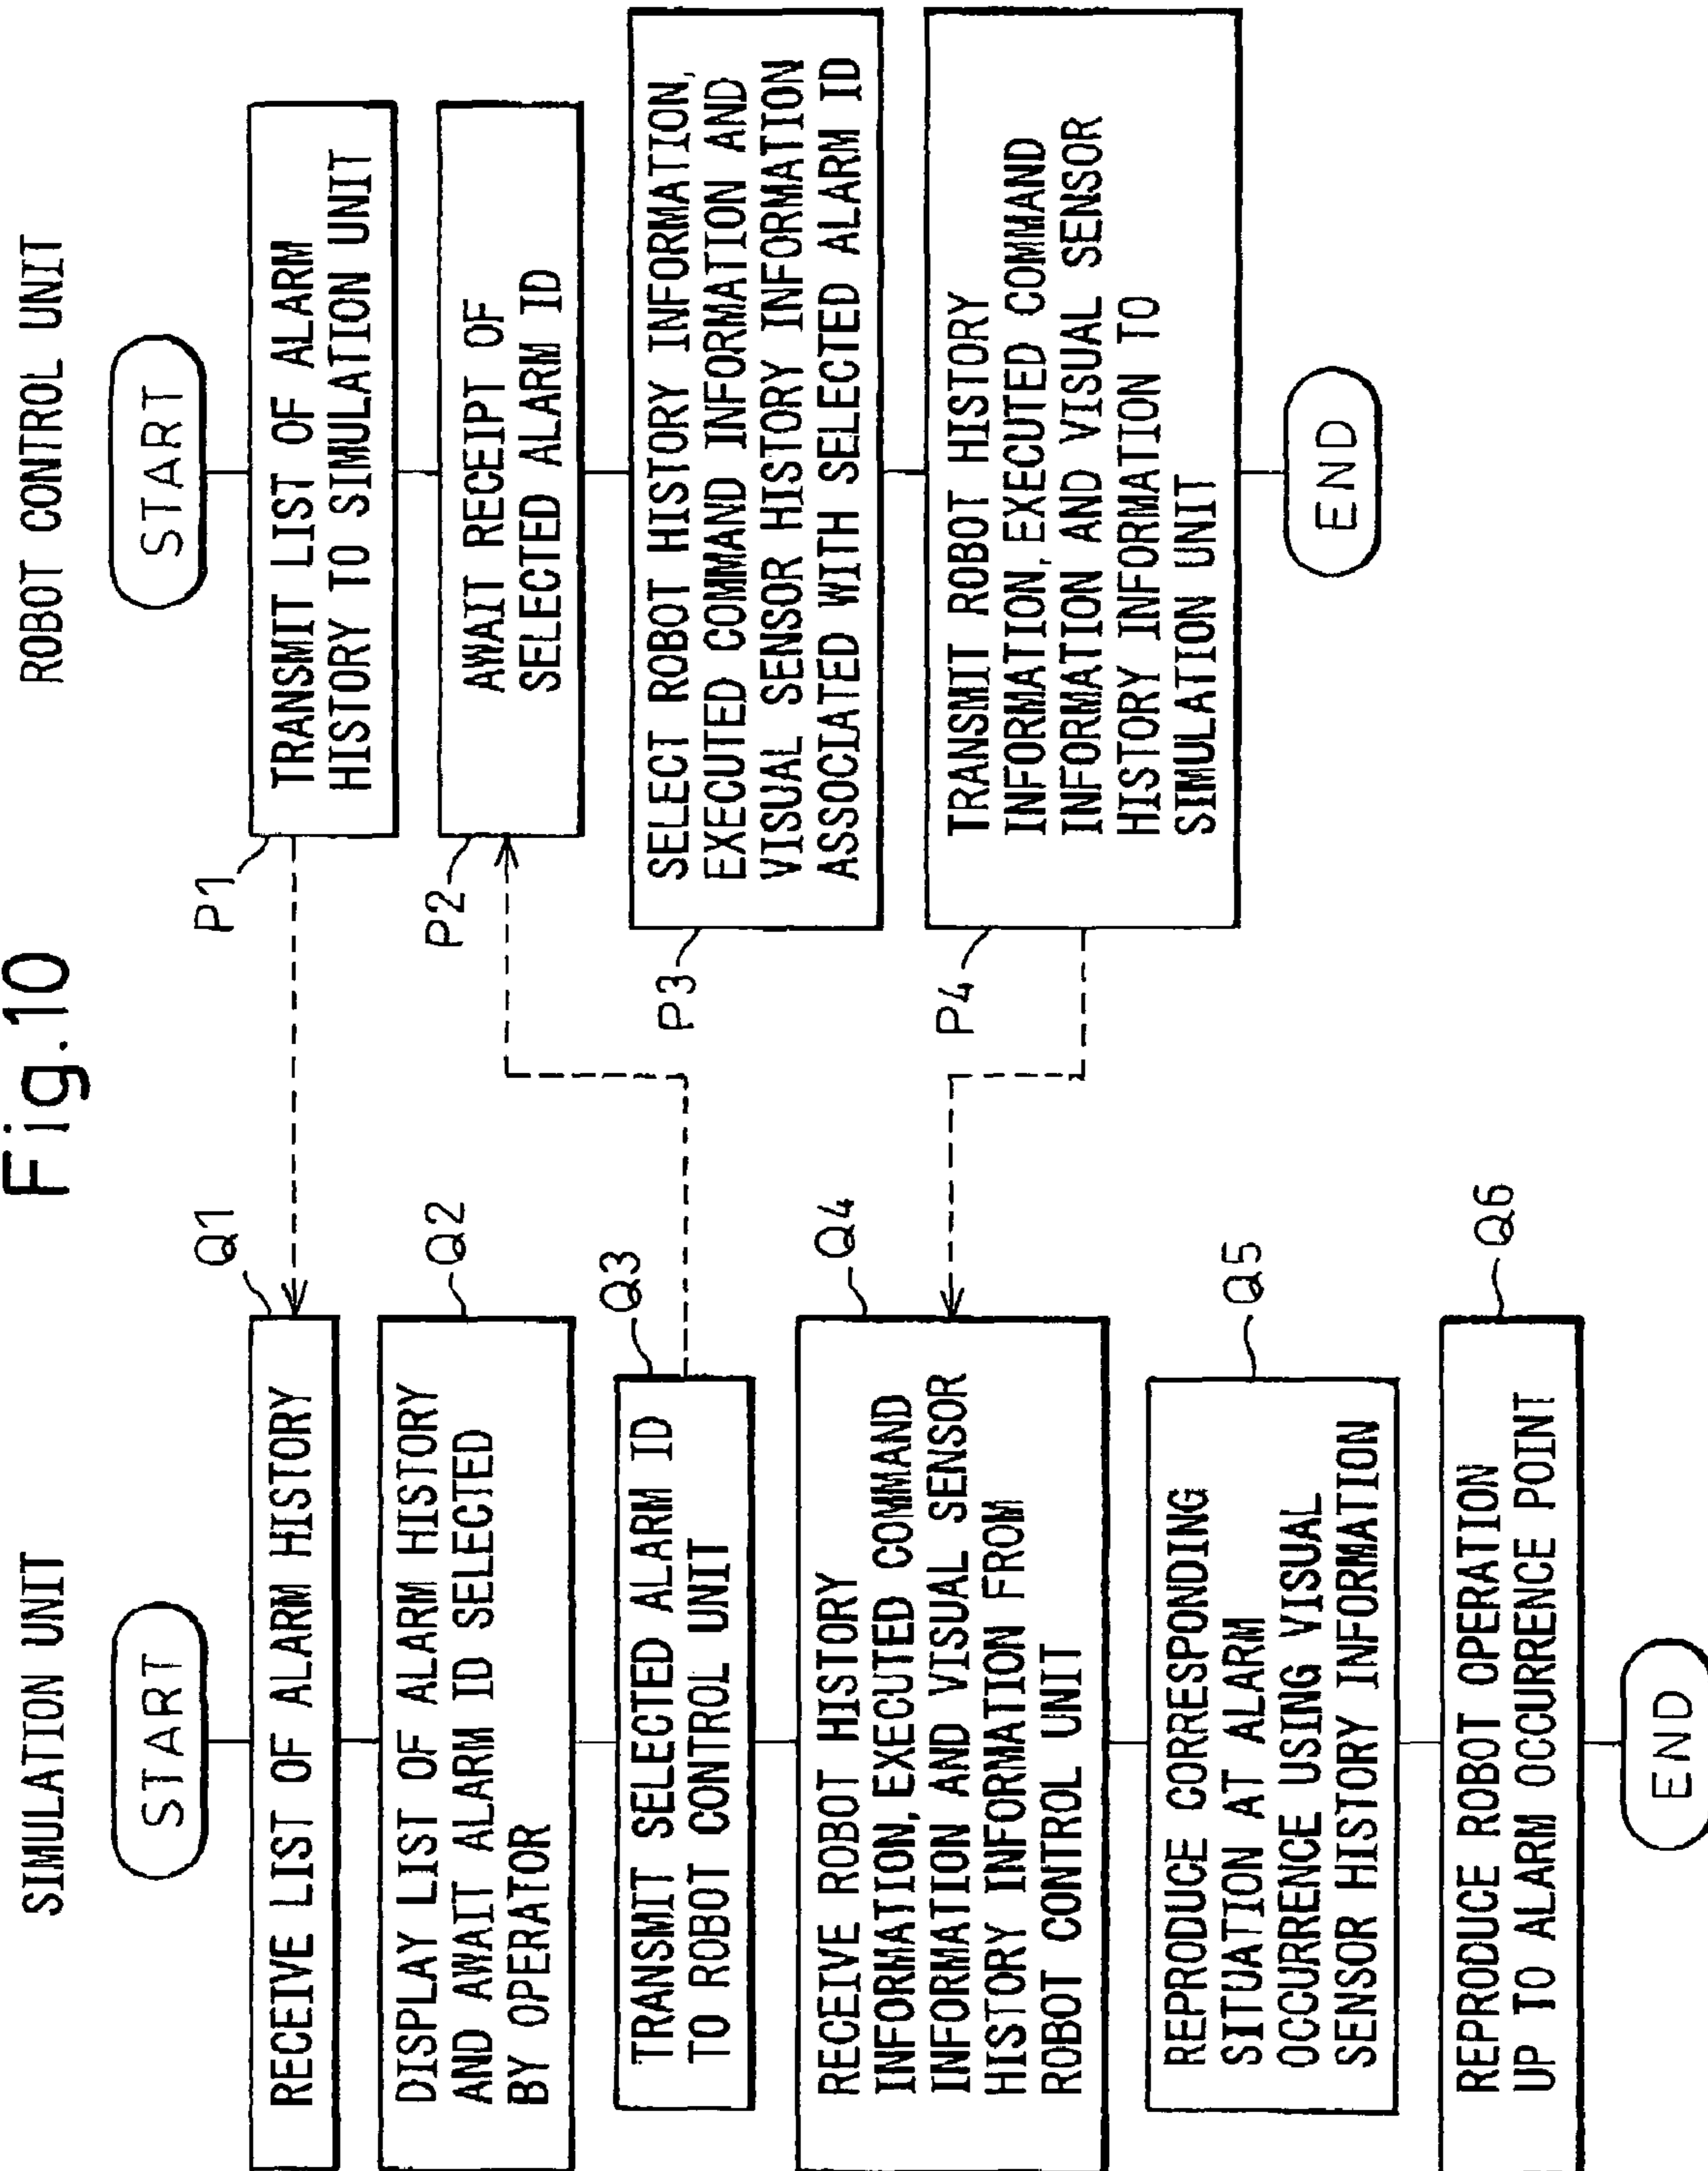 Fig.10
SIMULATION UNIT
START
Q1
RECEIVE LIST OF ALARM HISTORY
Q2
DISPLAY LIST OF ALARM HISTORY
AND AWAIT ALARM ID SELECTED
BY OPERATOR
Q3
TRANSMIT SELECTED ALARM ID
TO ROBOT CONTROL UNIT
Q4
RECEIVE ROBOT HISTORY
INFORMATION, EXECUTED COMMAND
INFORMATION AND VISUAL SENSOR
HISTORY INFORMATION FROM
ROBOT CONTROL UNIT
Q5
REPRODUCE CORRESPONDING
SITUATION AT ALARM
OCCURRENCE USING VISUAL
SENSOR HISTORY INFORMATION
Q6
REPRODUCE ROBOT OPERATION
UP TO ALARM OCCURRENCE POINT
END
ROBOT CONTROL UNIT
START
P1
TRANSMIT LIST OF ALARM
HISTORY TO SIMULATION UNIT
P2
AWAIT RECEIPT OF
SELECTED ALARM ID
P3
SELECT ROBOT HISTORY INFORMATION,
EXECUTED COMMAND INFORMATION AND
VISUAL SENSOR HISTORY INFORMATION
ASSOCIATED WITH SELECTED ALARM ID
P4
TRANSMIT ROBOT HISTORY
INFORMATION, EXECUTED COMMAND
INFORMATION AND VISUAL SENSOR
HISTORY INFORMATION TO
SIMULATION UNIT
END